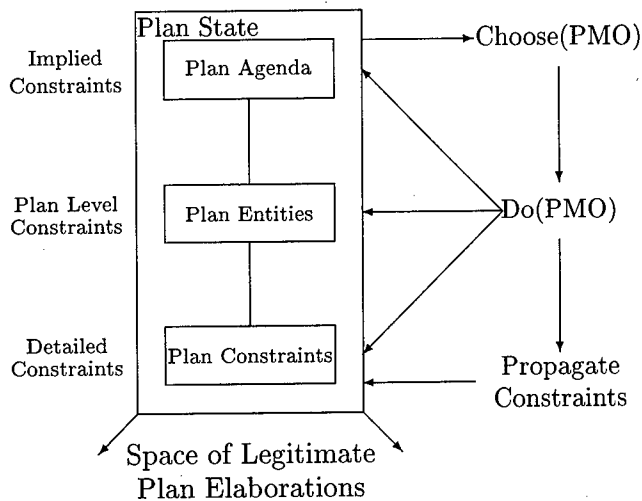 Plan State
Choose(PMO)
Implied
Constraints
Plan Agenda
Plan Level
Constraints
Plan Entities
Do(PMO)
Detailed
Constraints
Plan Constraints
Propagate
Constraints
Space of Legitimate
Plan Elaborations